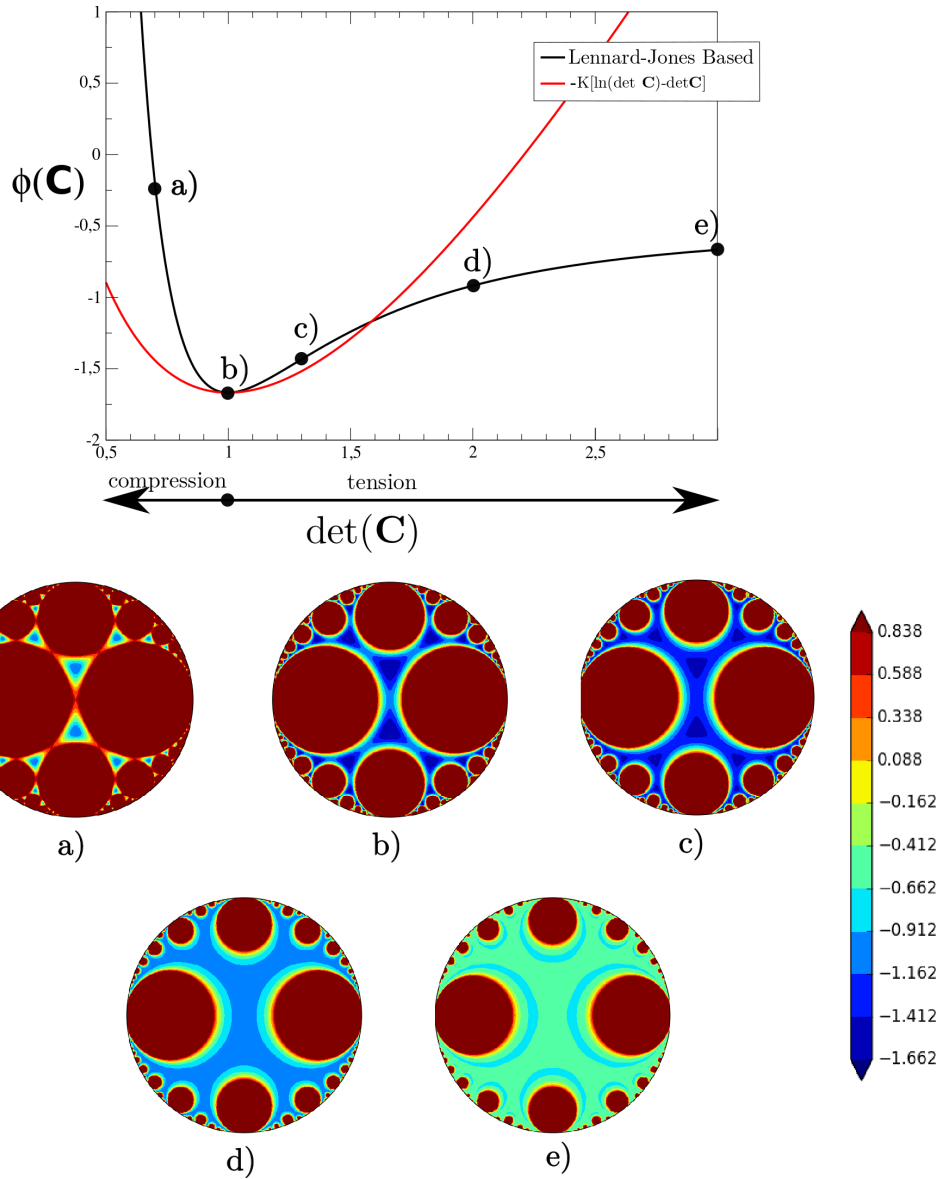 1
0,5
0
-0,5
-1
-1,5
-2
ϕ(C)
Lennard-Jones Based
-K[ln(det C)-detC]
a)
b)
c)
d)
e)
0,5 1 1,5 2 2,5
compression tension
det(C)
a) b) c)
d) e)
0.838
0.588
0.338
0.088
−0.162
−0.412
−0.662
−0.912
−1.162
−1.412
−1.662